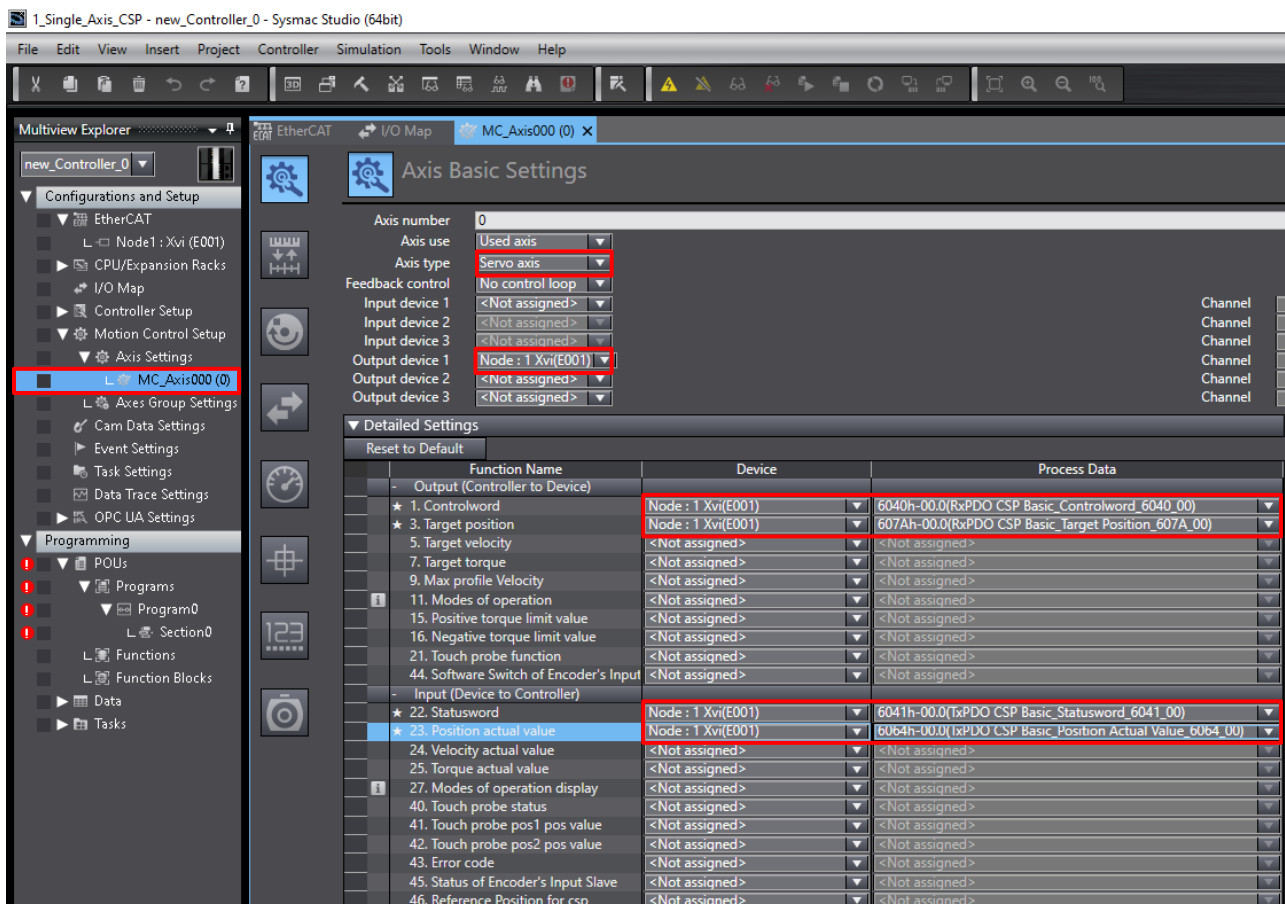 1_Single_Axis_CSP - new_Controller_0 - Sysmac Studio (64bit)
File Edit View Insert Project Controller Simulation Tools Window Help
Multiview Explorer
new_Controller_0
Configurations and Setup
EtherCAT
Node1 : Xvi (E001)
CPU/Expansion Racks
I/O Map
Controller Setup
Motion Control Setup
Axis Settings
MC_Axis000 (0)
Axes Group Settings
Cam Data Settings
Event Settings
Task Settings
Data Trace Settings
OPC UA Settings
Programming
POUs
Programs
Program0
Section0
Functions
Function Blocks
Data
Tasks
EtherCAT I/O Map MC_Axis000 (0)
Axis Basic Settings
Axis number 0
Axis use Used axis
Axis type Servo axis
Feedback control No control loop
Input device 1 <Not assigned> Channel
Input device 2 <Not assigned> Channel
Input device 3 <Not assigned> Channel
Output device 1 Node : 1 Xvi(E001) Channel
Output device 2 <Not assigned> Channel
Output device 3 <Not assigned> Channel
Detailed Settings
Reset to Default
Function Name Device Process Data
- Output (Controller to Device)
★ 1. Controlword Node : 1 Xvi(E001) 6040h-00.0(RxPDO CSP Basic_Controlword_6040_00)
★ 3. Target position Node : 1 Xvi(E001) 607Ah-00.0(RxPDO CSP Basic_Target Position_607A_00)
5. Target velocity <Not assigned> <Not assigned>
7. Target torque <Not assigned> <Not assigned>
9. Max profile Velocity <Not assigned> <Not assigned>
11. Modes of operation <Not assigned> <Not assigned>
15. Positive torque limit value <Not assigned> <Not assigned>
16. Negative torque limit value <Not assigned> <Not assigned>
21. Touch probe function <Not assigned> <Not assigned>
44. Software Switch of Encoder's Input <Not assigned> <Not assigned>
- Input (Device to Controller)
★ 22. Statusword Node : 1 Xvi(E001) 6041h-00.0(TxPDO CSP Basic_Statusword_6041_00)
★ 23. Position actual value Node : 1 Xvi(E001) 6064h-00.0(TxPDO CSP Basic_Position Actual Value_6064_00)
24. Velocity actual value <Not assigned> <Not assigned>
25. Torque actual value <Not assigned> <Not assigned>
27. Modes of operation display <Not assigned> <Not assigned>
40. Touch probe status <Not assigned> <Not assigned>
41. Touch probe pos1 pos value <Not assigned> <Not assigned>
42. Touch probe pos2 pos value <Not assigned> <Not assigned>
43. Error code <Not assigned> <Not assigned>
45. Status of Encoder's Input Slave <Not assigned> <Not assigned>
46. Reference Position for csp <Not assigned> <Not assigned>